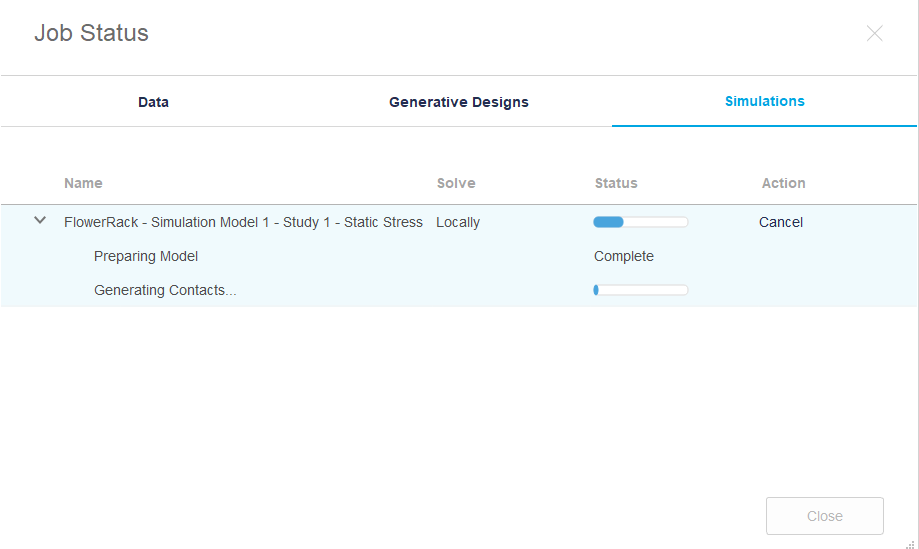 Job Status
Data Generative Designs Simulations
Name Solve Status Action
FlowerRack - Simulation Model 1 - Study 1 - Static Stress Locally Cancel
Preparing Model Complete
Generating Contacts...
Close